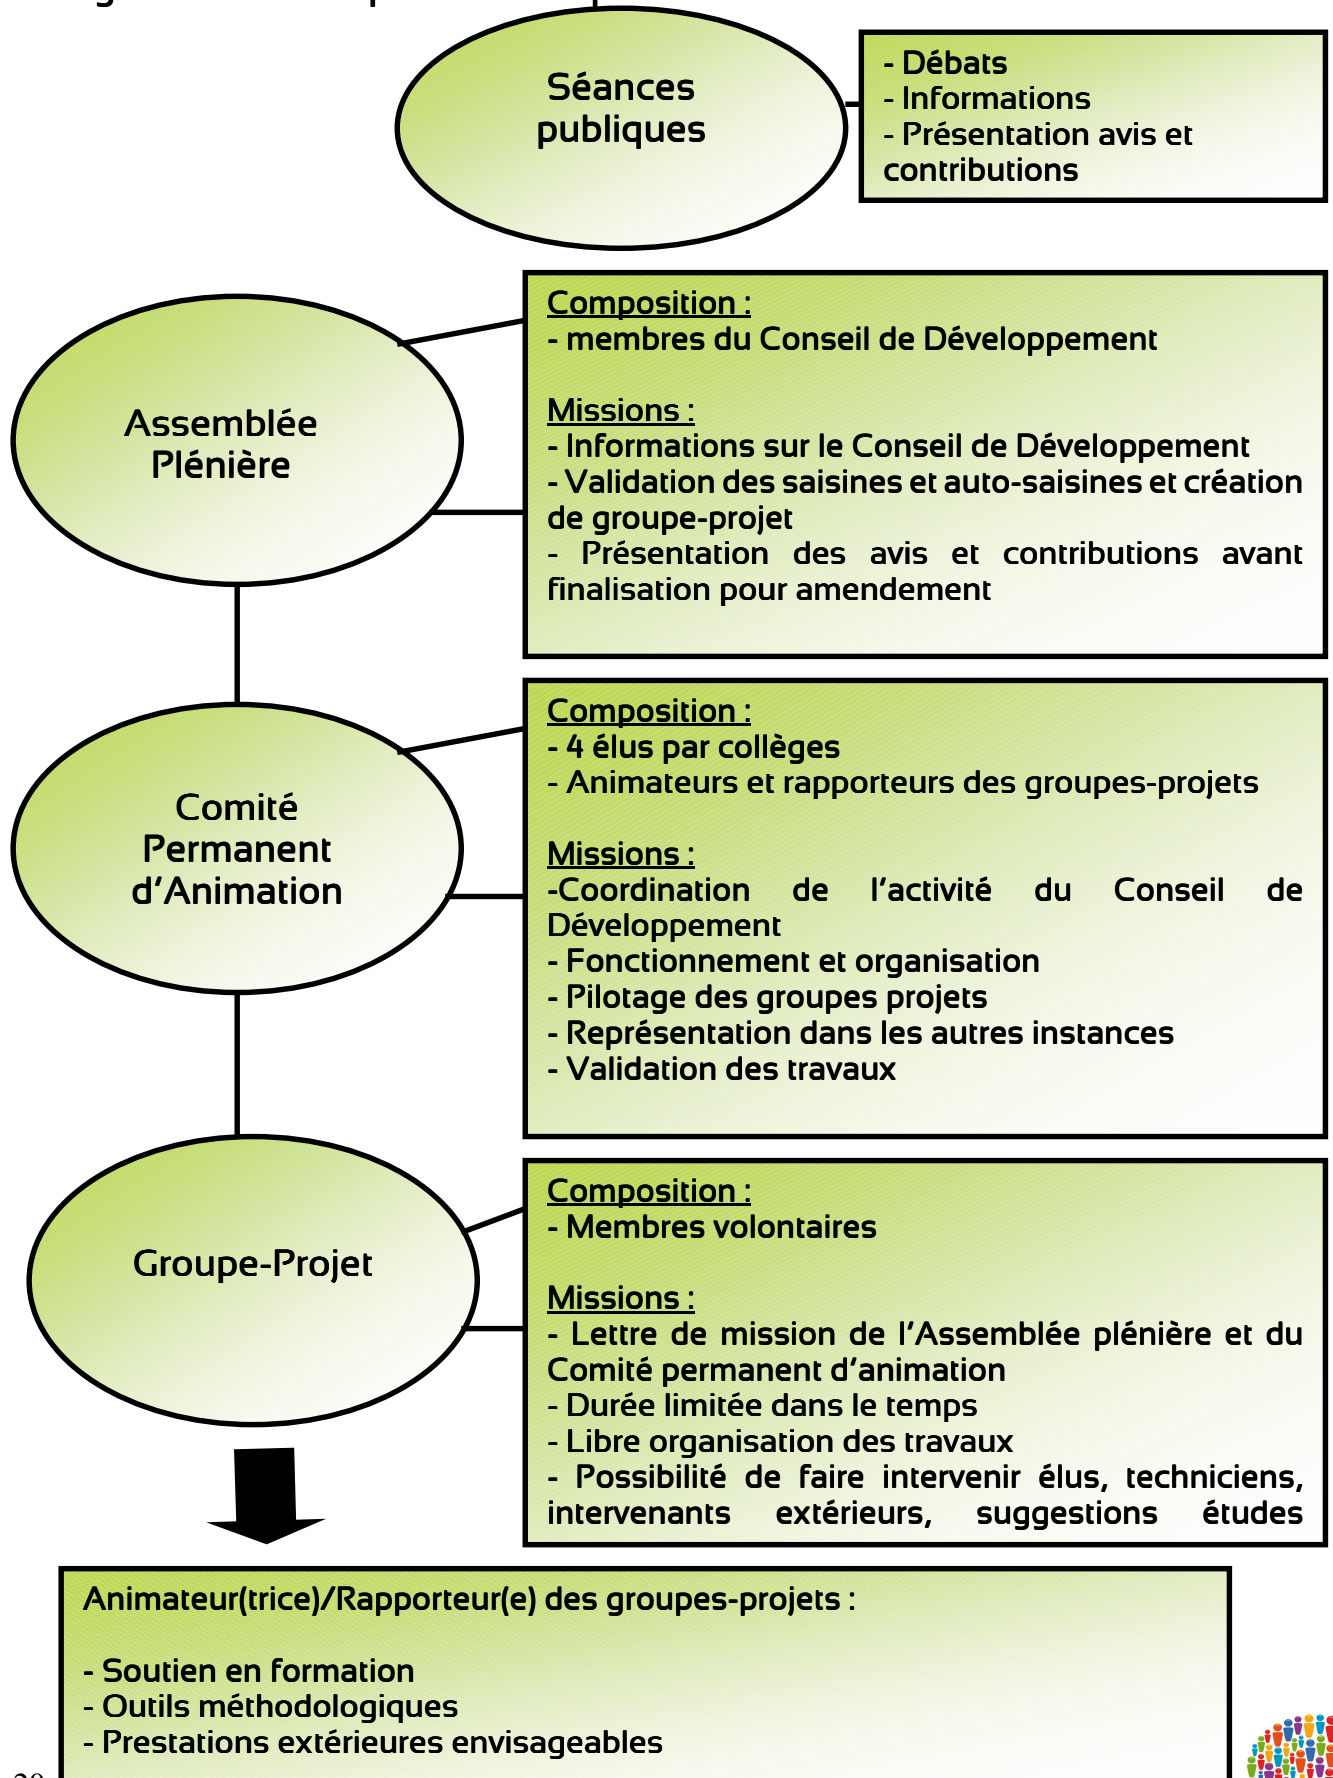 Séances
publiques
- Débats
- Informations
- Présentation avis et
contributions
Assemblée
Plénière
Composition :
- membres du Conseil de Développement
Missions :
- Informations sur le Conseil de Développement
- Validation des saisines et auto-saisines et création
de groupe-projet
- Présentation des avis et contributions avant
finalisation pour amendement
Comité
Permanent
d’Animation
Composition :
- 4 élus par collèges
- Animateurs et rapporteurs des groupes-projets
Missions :
-Coordination de l’activité du Conseil de
Développement
- Fonctionnement et organisation
- Pilotage des groupes projets
- Représentation dans les autres instances
- Validation des travaux
Groupe-Projet
Composition :
- Membres volontaires
Missions :
- Lettre de mission de l’Assemblée plénière et du
Comité permanent d’animation
- Durée limitée dans le temps
- Libre organisation des travaux
- Possibilité de faire intervenir élus, techniciens,
intervenants extérieurs, suggestions études
Animateur(trice)/Rapporteur(e) des groupes-projets :
- Soutien en formation
- Outils méthodologiques
- Prestations extérieures envisageables